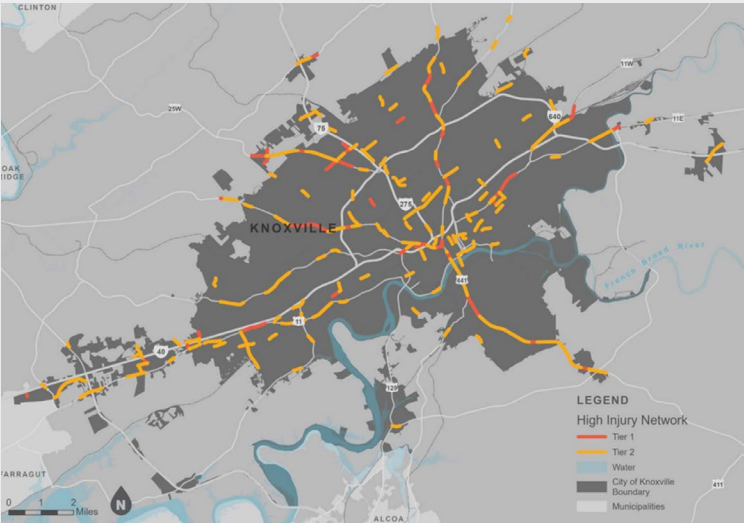 CLINTON
11W
25W
75
640
11E
OAK
RIDGE
275
KNOXVILLE
French Broad River
441
11
40
129
LEGEND
High Injury Network
Tier 1
Tier 2
Water
City of Knoxville
Boundary
Municipalities
FARRAGUT
0 1 2
Miles
N
411
ALCOA